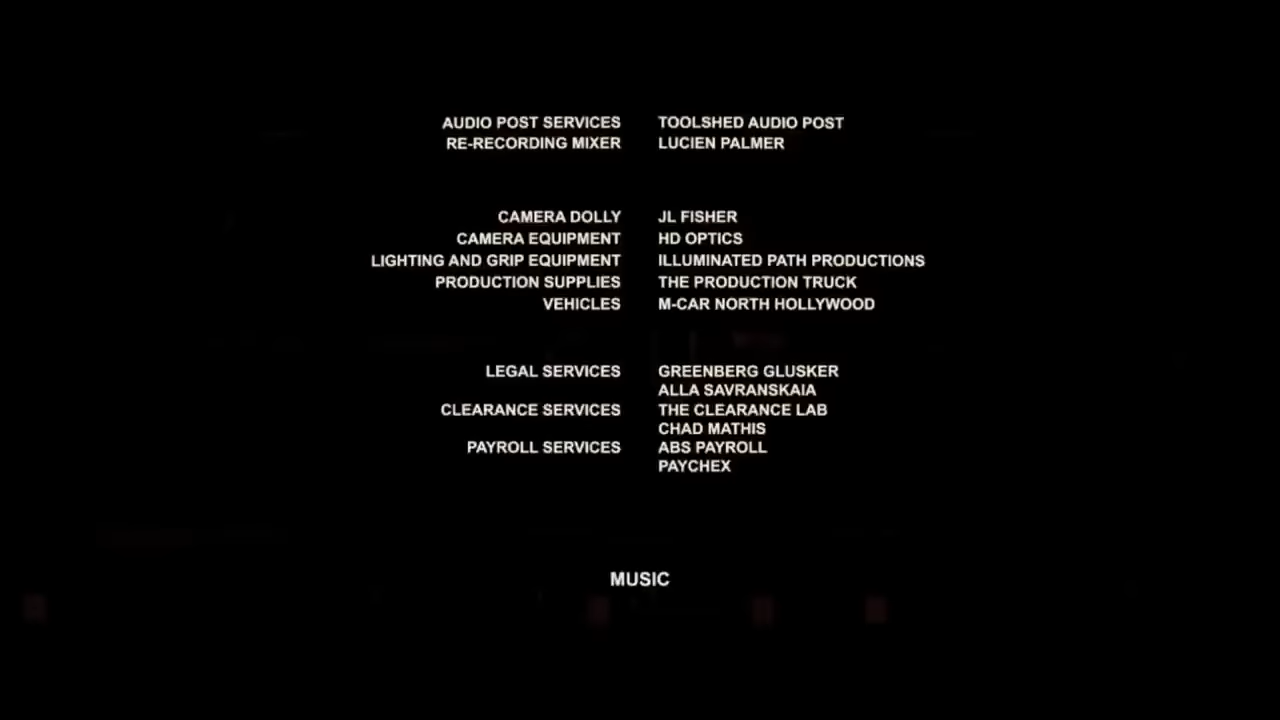 AUDIO POST SERVICES TOOLSHED AUDIO POST
RE-RECORDING MIXER LUCIEN PALMER
CAMERA DOLLY JL FISHER
CAMERA EQUIPMENT HD OPTICS
LIGHTING AND GRIP EQUIPMENT ILLUMINATED PATH PRODUCTIONS
PRODUCTION SUPPLIES THE PRODUCTION TRUCK
VEHICLES M-CAR NORTH HOLLYWOOD
LEGAL SERVICES GREENBERG GLUSKER
ALLA SAVRANSKAIA
CLEARANCE SERVICES THE CLEARANCE LAB
CHAD MATHIS
PAYROLL SERVICES ABS PAYROLL
PAYCHEX
MUSIC